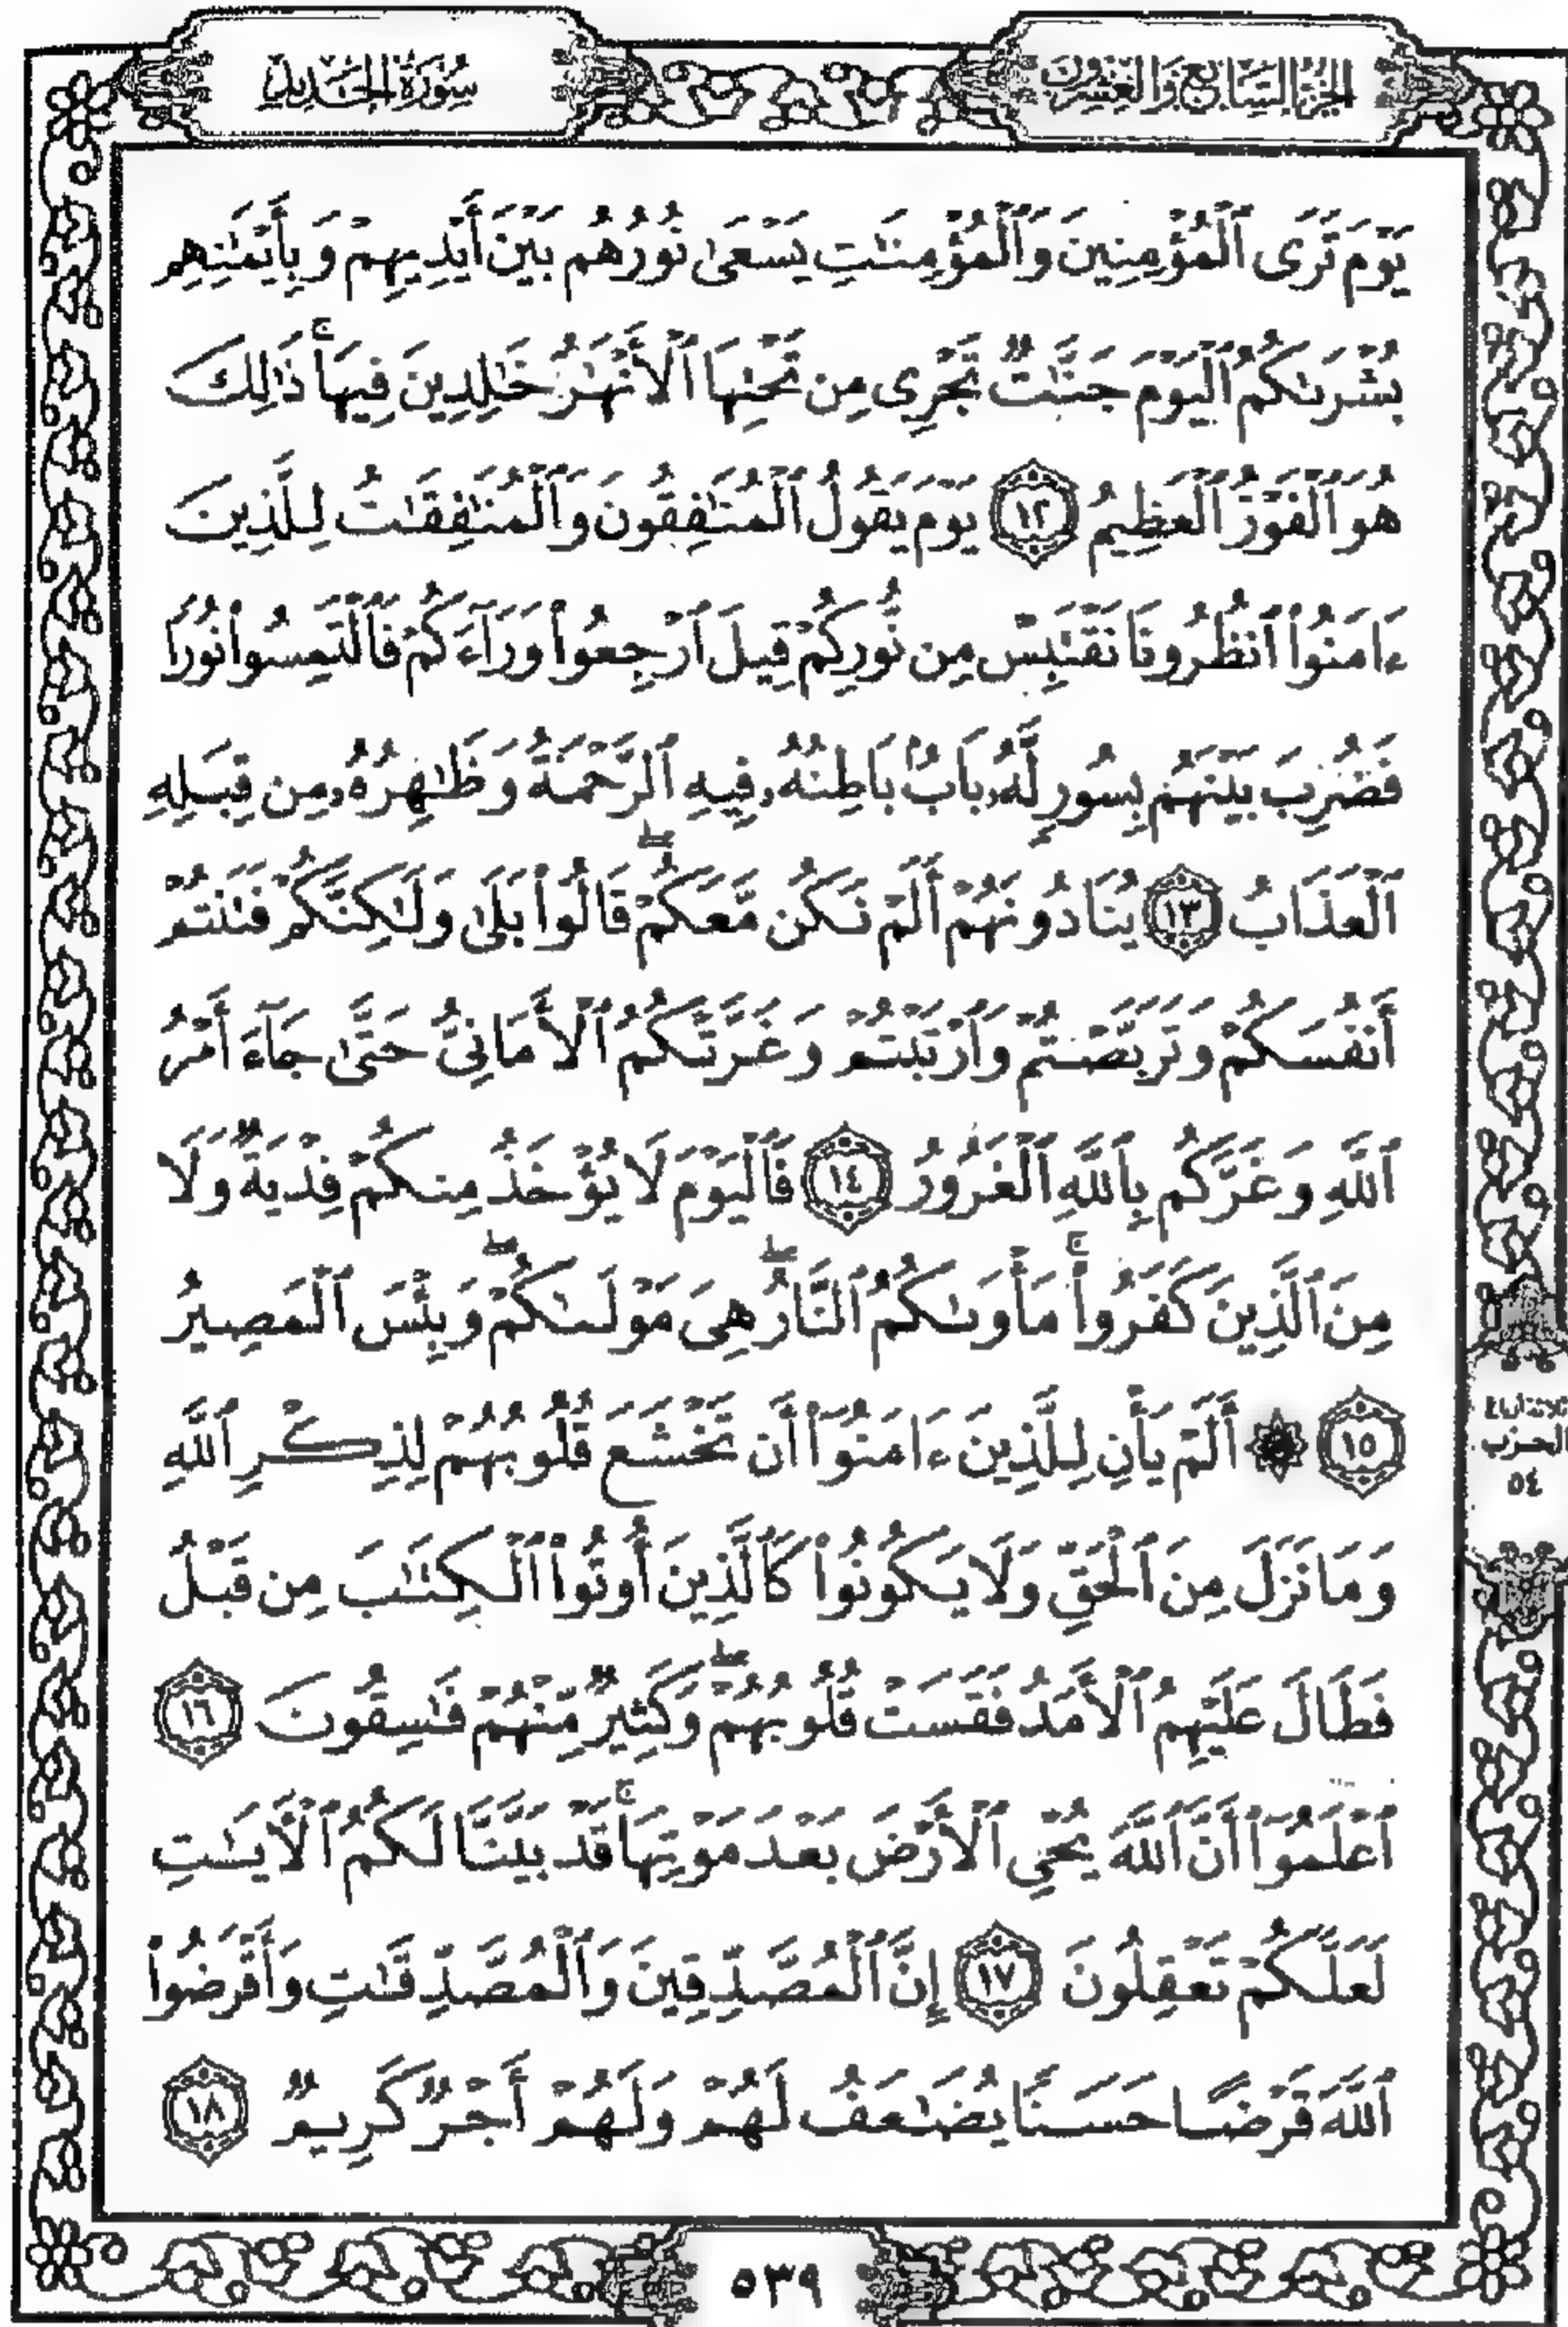 الجزء السابع والعشرون
سورة الحديد
يَوْمَ تَرَى ٱلْمُؤْمِنِينَ وَٱلْمُؤْمِنَٰتِ يَسْعَىٰ نُورُهُم بَيْنَ أَيْدِيهِمْ وَبِأَيْمَٰنِهِم
بُشْرَىٰكُمُ ٱلْيَوْمَ جَنَّٰتٌ تَجْرِى مِن تَحْتِهَا ٱلْأَنْهَٰرُ خَٰلِدِينَ فِيهَا ۚ ذَٰلِكَ
هُوَ ٱلْفَوْزُ ٱلْعَظِيمُ ١٢ يَوْمَ يَقُولُ ٱلْمُنَٰفِقُونَ وَٱلْمُنَٰفِقَٰتُ لِلَّذِينَ
ءَامَنُوا۟ ٱنظُرُونَا نَقْتَبِسْ مِن نُّورِكُمْ قِيلَ ٱرْجِعُوا۟ وَرَآءَكُمْ فَٱلْتَمِسُوا۟ نُورًا
فَضُرِبَ بَيْنَهُم بِسُورٍ لَّهُۥ بَابٌۢ بَاطِنُهُۥ فِيهِ ٱلرَّحْمَةُ وَظَٰهِرُهُۥ مِن قِبَلِهِ
ٱلْعَذَابُ ١٣ يُنَادُونَهُمْ أَلَمْ نَكُن مَّعَكُمْ ۖ قَالُوا۟ بَلَىٰ وَلَٰكِنَّكُمْ فَتَنتُمْ
أَنفُسَكُمْ وَتَرَبَّصْتُمْ وَٱرْتَبْتُمْ وَغَرَّتْكُمُ ٱلْأَمَانِىُّ حَتَّىٰ جَآءَ أَمْرُ
ٱللَّهِ وَغَرَّكُم بِٱللَّهِ ٱلْغَرُورُ ١٤ فَٱلْيَوْمَ لَا يُؤْخَذُ مِنكُمْ فِدْيَةٌ وَلَا
مِنَ ٱلَّذِينَ كَفَرُوا۟ ۚ مَأْوَىٰكُمُ ٱلنَّارُ ۖ هِىَ مَوْلَىٰكُمْ ۖ وَبِئْسَ ٱلْمَصِيرُ
١٥ ۞ أَلَمْ يَأْنِ لِلَّذِينَ ءَامَنُوٓا۟ أَن تَخْشَعَ قُلُوبُهُمْ لِذِكْرِ ٱللَّهِ
وَمَا نَزَلَ مِنَ ٱلْحَقِّ وَلَا يَكُونُوا۟ كَٱلَّذِينَ أُوتُوا۟ ٱلْكِتَٰبَ مِن قَبْلُ
فَطَالَ عَلَيْهِمُ ٱلْأَمَدُ فَقَسَتْ قُلُوبُهُمْ ۖ وَكَثِيرٌ مِّنْهُمْ فَٰسِقُونَ ١٦
ٱعْلَمُوٓا۟ أَنَّ ٱللَّهَ يُحْىِ ٱلْأَرْضَ بَعْدَ مَوْتِهَا ۚ قَدْ بَيَّنَّا لَكُمُ ٱلْءَايَٰتِ
لَعَلَّكُمْ تَعْقِلُونَ ١٧ إِنَّ ٱلْمُصَّدِّقِينَ وَٱلْمُصَّدِّقَٰتِ وَأَقْرَضُوا۟
ٱللَّهَ قَرْضًا حَسَنًا يُضَٰعَفُ لَهُمْ وَلَهُمْ أَجْرٌ كَرِيمٌ ١٨
الحزب
٥٤
٥٣٩